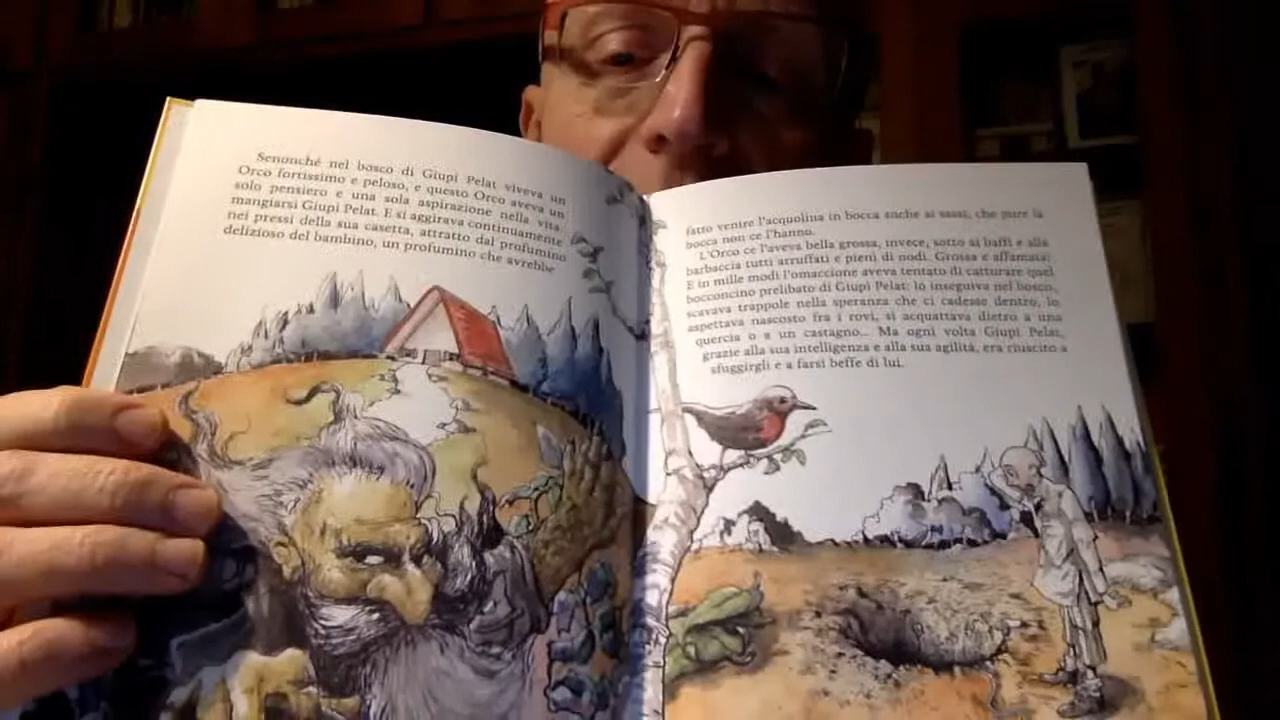 Senonché nel bosco di Giupi Pelat viveva un
Orco fortissimo e peloso, e questo Orco aveva un
solo pensiero e una sola aspirazione nella vita:
mangiarsi Giupi Pelat. E si aggirava continuamente
nei pressi della sua casetta, attratto dal profumino
delizioso del bambino, un profumino che avrebbe
fatto venire l'acquolina in bocca anche ai sassi, che pure la
bocca non ce l'hanno.
L'Orco ce l'aveva bella grossa, invece, sotto ai baffi e alla
barbaccia tutti arruffati e pieni di nodi. Grossa e affamata:
E in mille modi l'omaccione aveva tentato di catturare quel
bocconcino prelibato di Giupi Pelat: lo inseguiva nel bosco,
scavava trappole nella speranza che ci cadesse dentro, lo
aspettava nascosto fra i rovi, si acquattava dietro a una
quercia o a un castagno... Ma ogni volta Giupi Pelat,
grazie alla sua intelligenza e alla sua agilità, era riuscito a
sfuggirgli e a farsi beffe di lui.